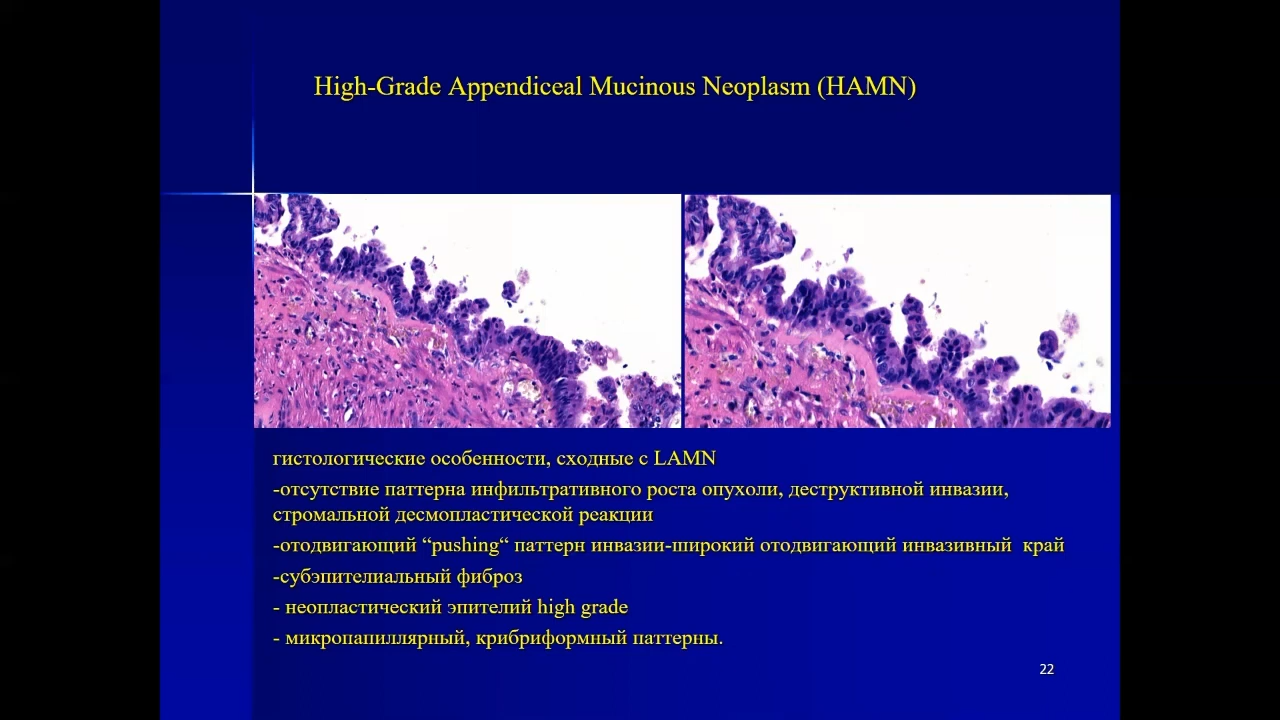 High-Grade Appendiceal Mucinous Neoplasm (HAMN)
гистологические особенности, сходные с LAMN
-отсутствие паттерна инфильтративного роста опухоли, деструктивной инвазии,
стромальной десмопластической реакции
-отодвигающий “pushing“ паттерн инвазии-широкий отодвигающий инвазивный  край
-субэпителиальный фиброз
- неопластический эпителий high grade
- микропапиллярный, крибриформный паттерны.
22